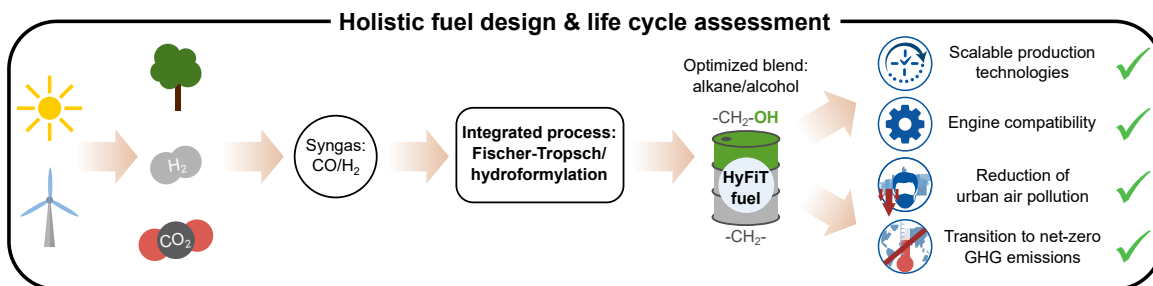 Holistic fuel design & life cycle assessment
H₂
CO₂
Syngas:
CO/H₂
Integrated process:
Fischer-Tropsch/
hydroformylation
Optimized blend:
alkane/alcohol
-CH₂-OH
HyFiT
fuel
-CH₂-
Scalable production
technologies
Engine compatibility
Reduction of
urban air pollution
Transition to net-zero
GHG emissions